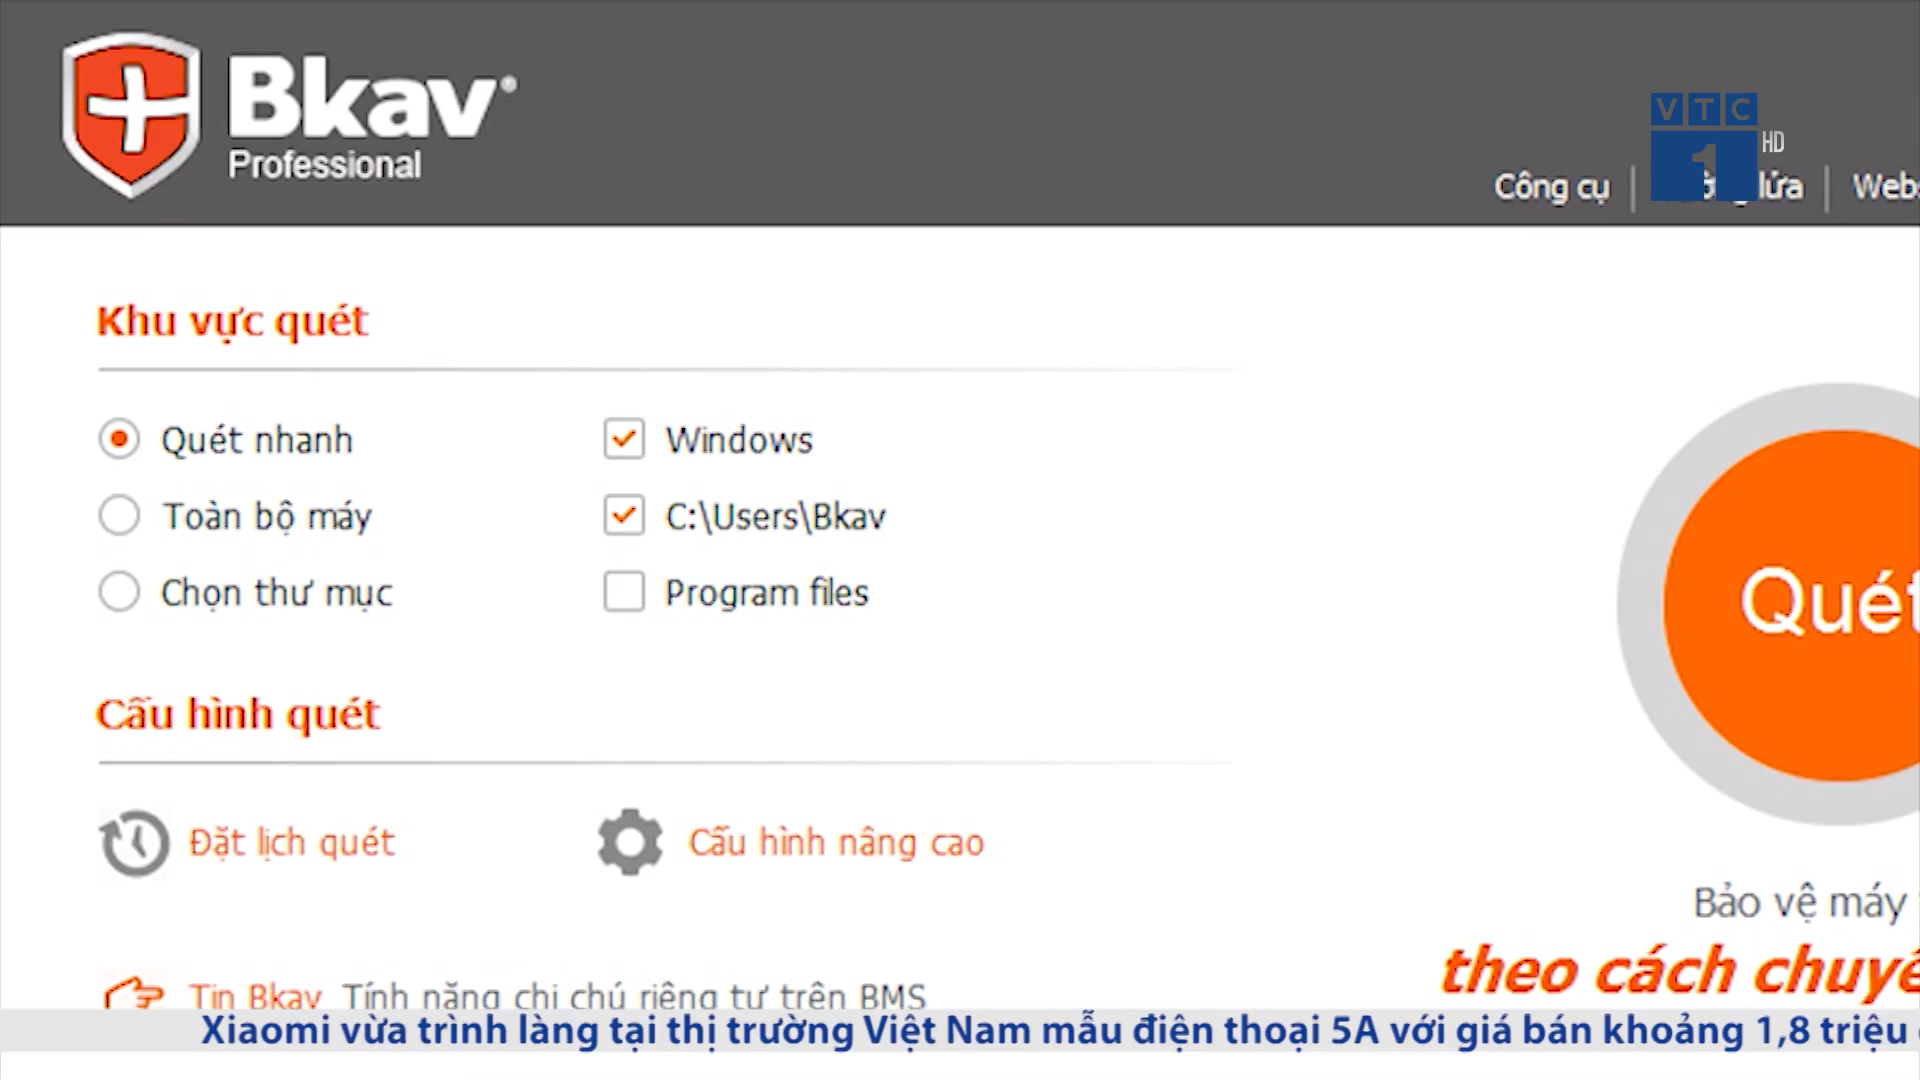 Bkav®
Professional
VTC
1
HD
Công cụ
lửa
Khu vực quét
Quét nhanh
Windows
Toàn bộ máy
C:\Users\Bkav
Chọn thư mục
Program files
Quét
Cấu hình quét
Đặt lịch quét
Cấu hình nâng cao
Bảo vệ máy
theo cách
Tin Bkav Tính năng chi chú riêng tư trên BMS
Xiaomi vừa trình làng tại thị trường Việt Nam mẫu điện thoại 5A với giá bán khoảng 1,8 triệu